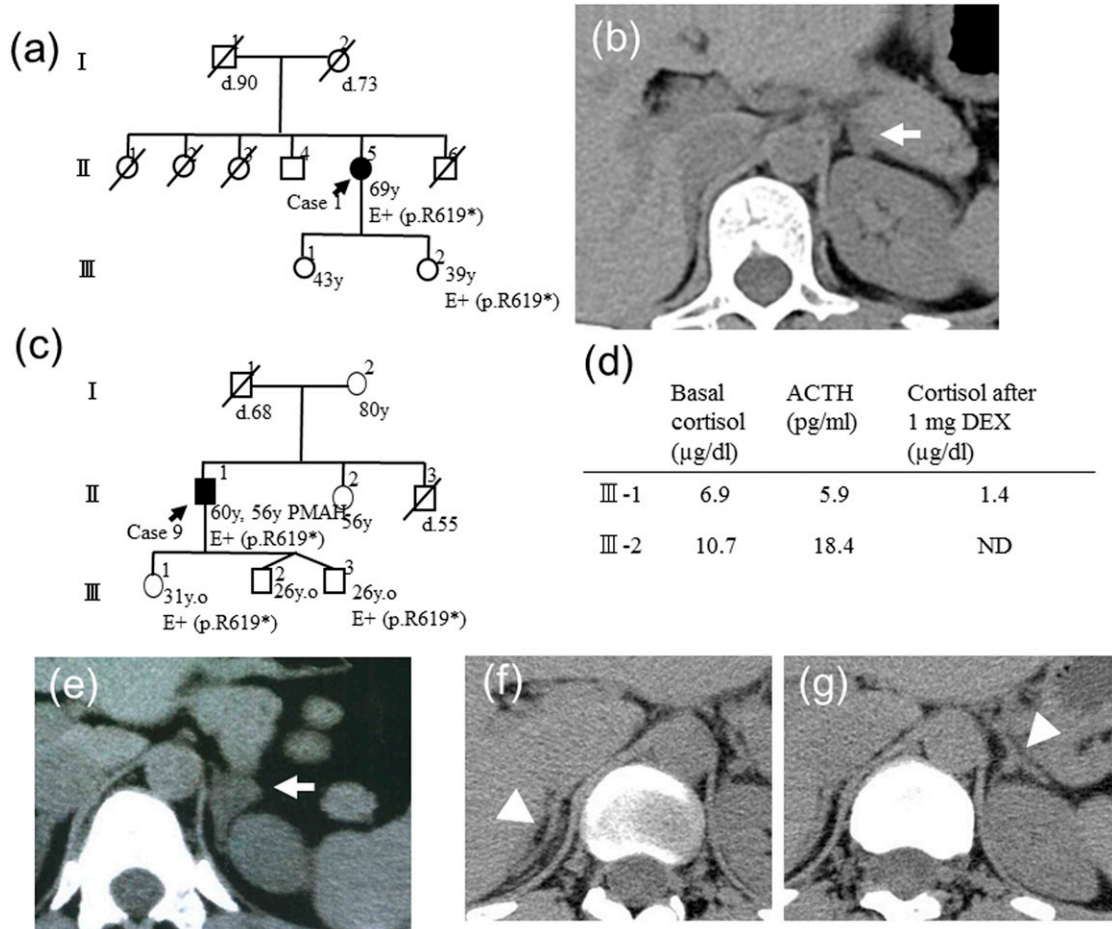 (a)
I
1
2
d.90
d.73
II
1
2
3
4
5
6
Case 1
69y
E+ (p.R619*)
III
1
2
43y
39y
E+ (p.R619*)
(b)
(c)
I
1
2
d.68
80y
II
1
2
3
Case 9
60y, 56y PMAH
56y
d.55
E+ (p.R619*)
III
1
2
3
31y.o
26y.o
26y.o
E+ (p.R619*)
E+ (p.R619*)
(d)
Basal cortisol (µg/dl)
ACTH (pg/ml)
Cortisol after 1 mg DEX (µg/dl)
III-1 6.9 5.9 1.4
III-2 10.7 18.4 ND
(e)
(f)
(g)